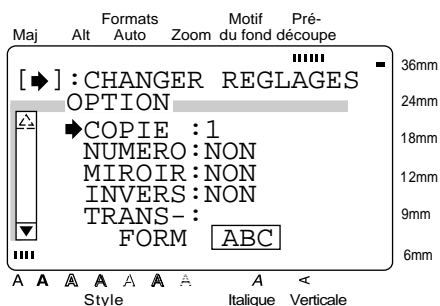 Formats Motif Pré-
Maj Alt Auto Zoom du fond découpe
[➡]:CHANGER REGLAGES
OPTION
➡COPIE :1
NUMERO:NON
MIROIR:NON
INVERS:NON
TRANS-:
FORM ABC
36mm
24mm
18mm
12mm
9mm
6mm
A A A A A A A A A
Style Italique Verticale